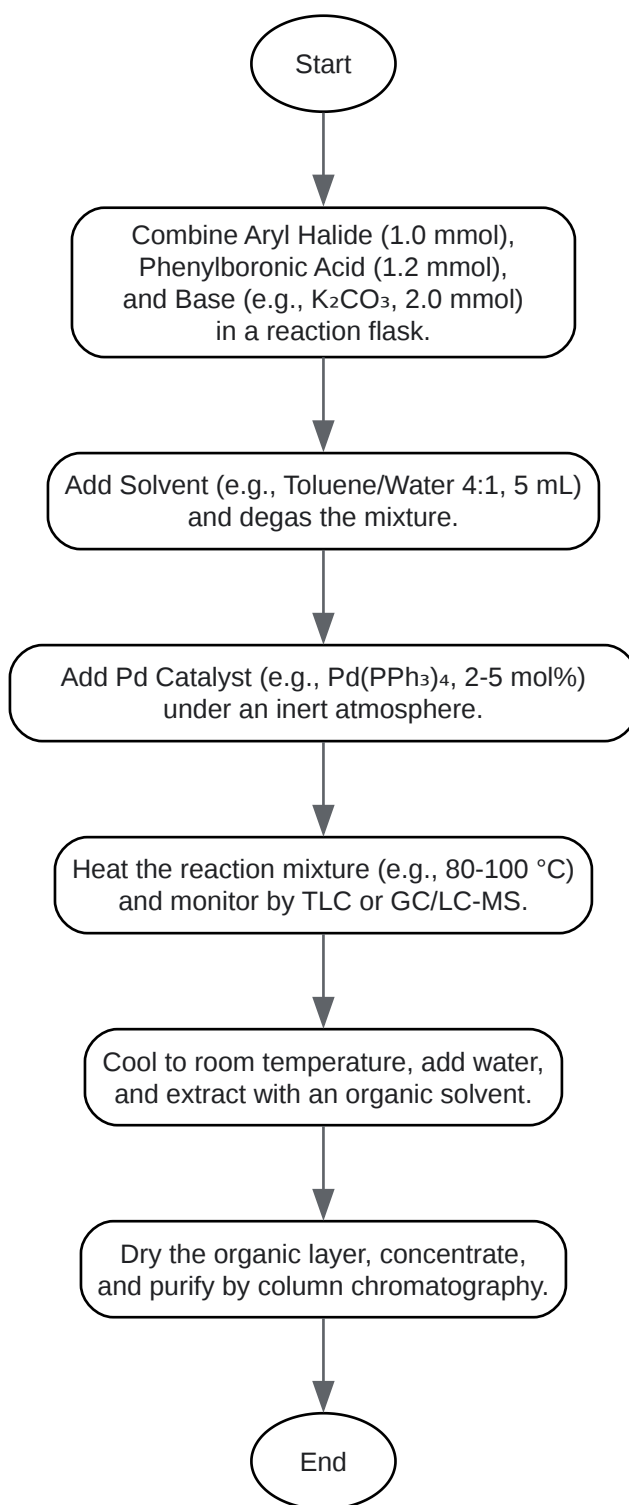 Start
Combine Aryl Halide (1.0 mmol),
Phenylboronic Acid (1.2 mmol),
and Base (e.g., K₂CO₃, 2.0 mmol)
in a reaction flask.
Add Solvent (e.g., Toluene/Water 4:1, 5 mL)
and degas the mixture.
Add Pd Catalyst (e.g., Pd(PPh₃)₄, 2-5 mol%)
under an inert atmosphere.
Heat the reaction mixture (e.g., 80-100 °C)
and monitor by TLC or GC/LC-MS.
Cool to room temperature, add water,
and extract with an organic solvent.
Dry the organic layer, concentrate,
and purify by column chromatography.
End